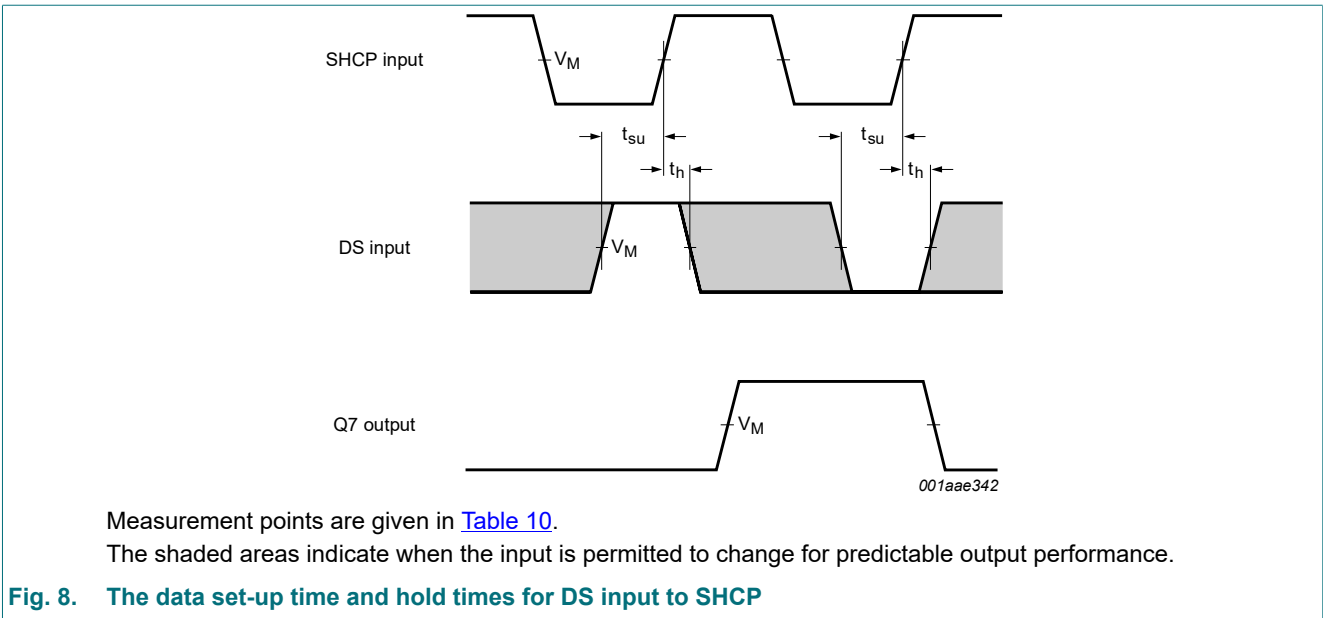 SHCP input
VM
tsu
tsu
th
th
DS input
VM
Q7 output
VM
001aae342
Measurement points are given in Table 10.
The shaded areas indicate when the input is permitted to change for predictable output performance.
Fig. 8. The data set-up time and hold times for DS input to SHCP